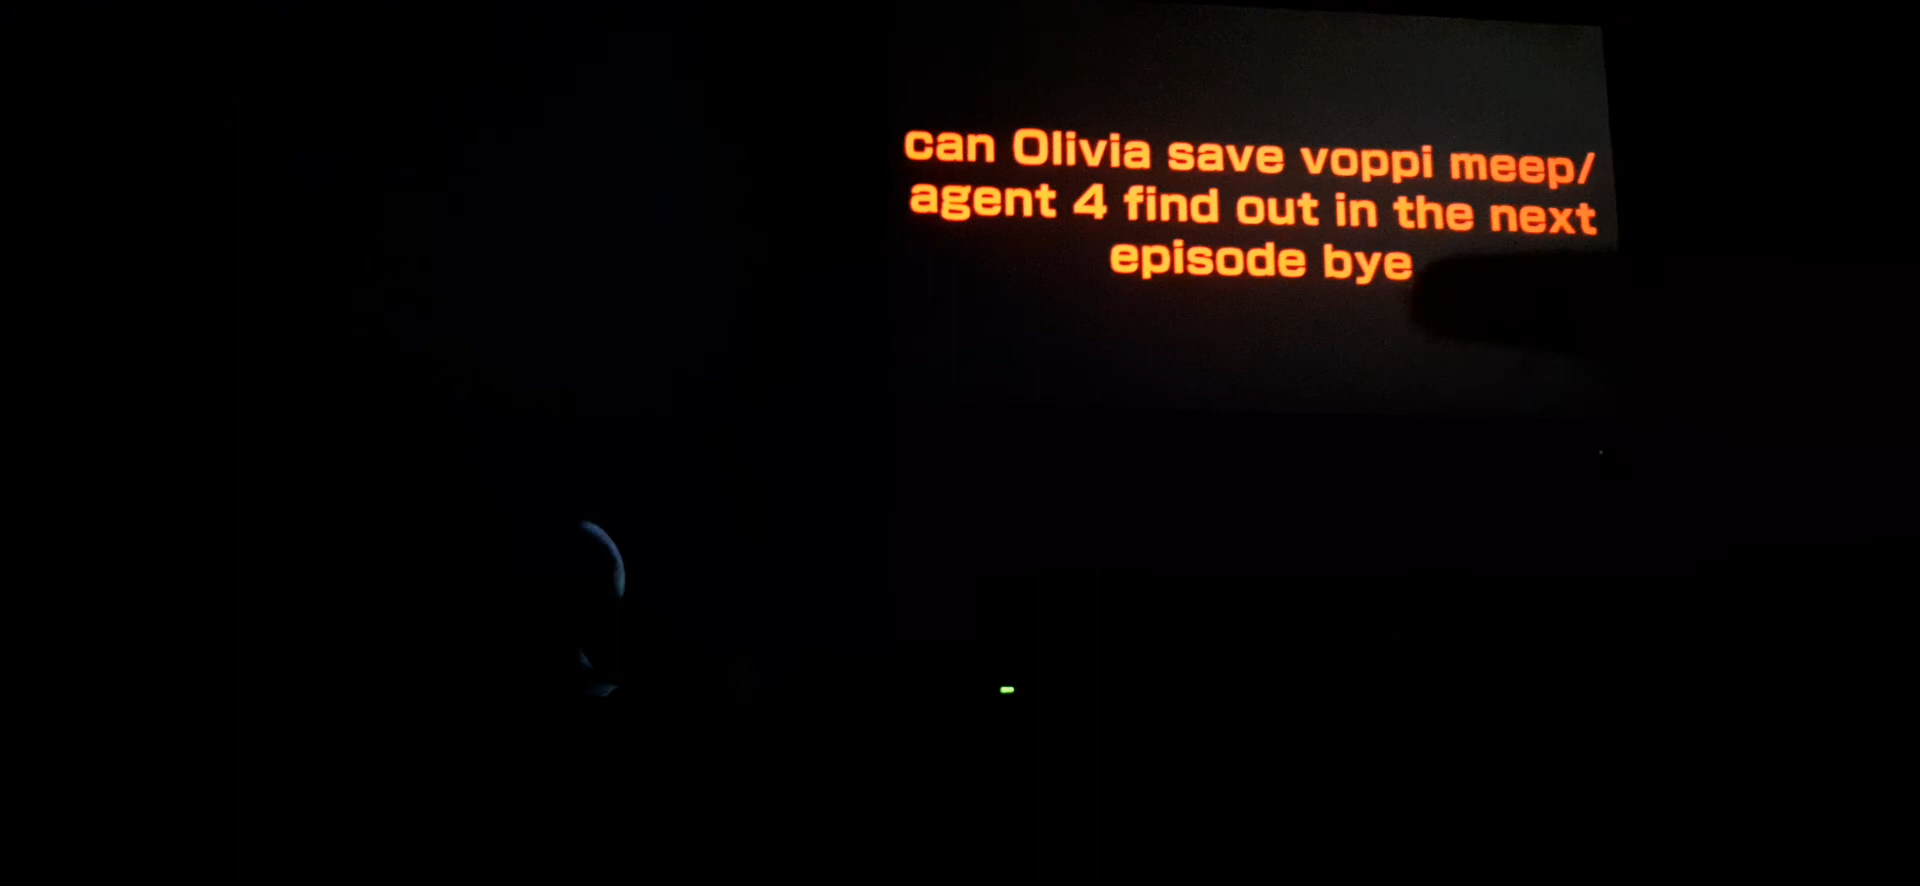 can Olivia save voppi meep/
agent 4 find out in the next
episode bye